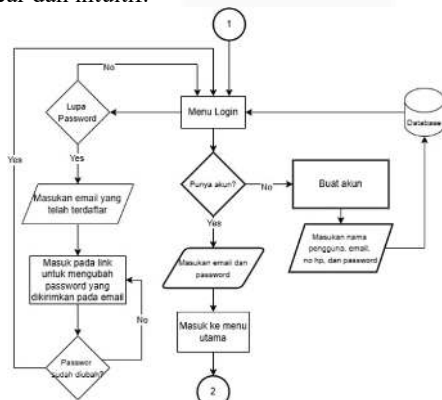 dan intuitif.
1
No
Lupa
Password
Menu Login
Database
Yes
Yes
Punya akun?
No
Buat akun
Masukan email yang
telah terdaftar
Yes
Masukan nama
pengguna, email,
no hp, dan password
Masukan email dan
password
Masuk pada link
untuk mengubah
password yang
dikirimkan pada email
No
Masuk ke menu
utama
Passwor
sudah diubah?
2